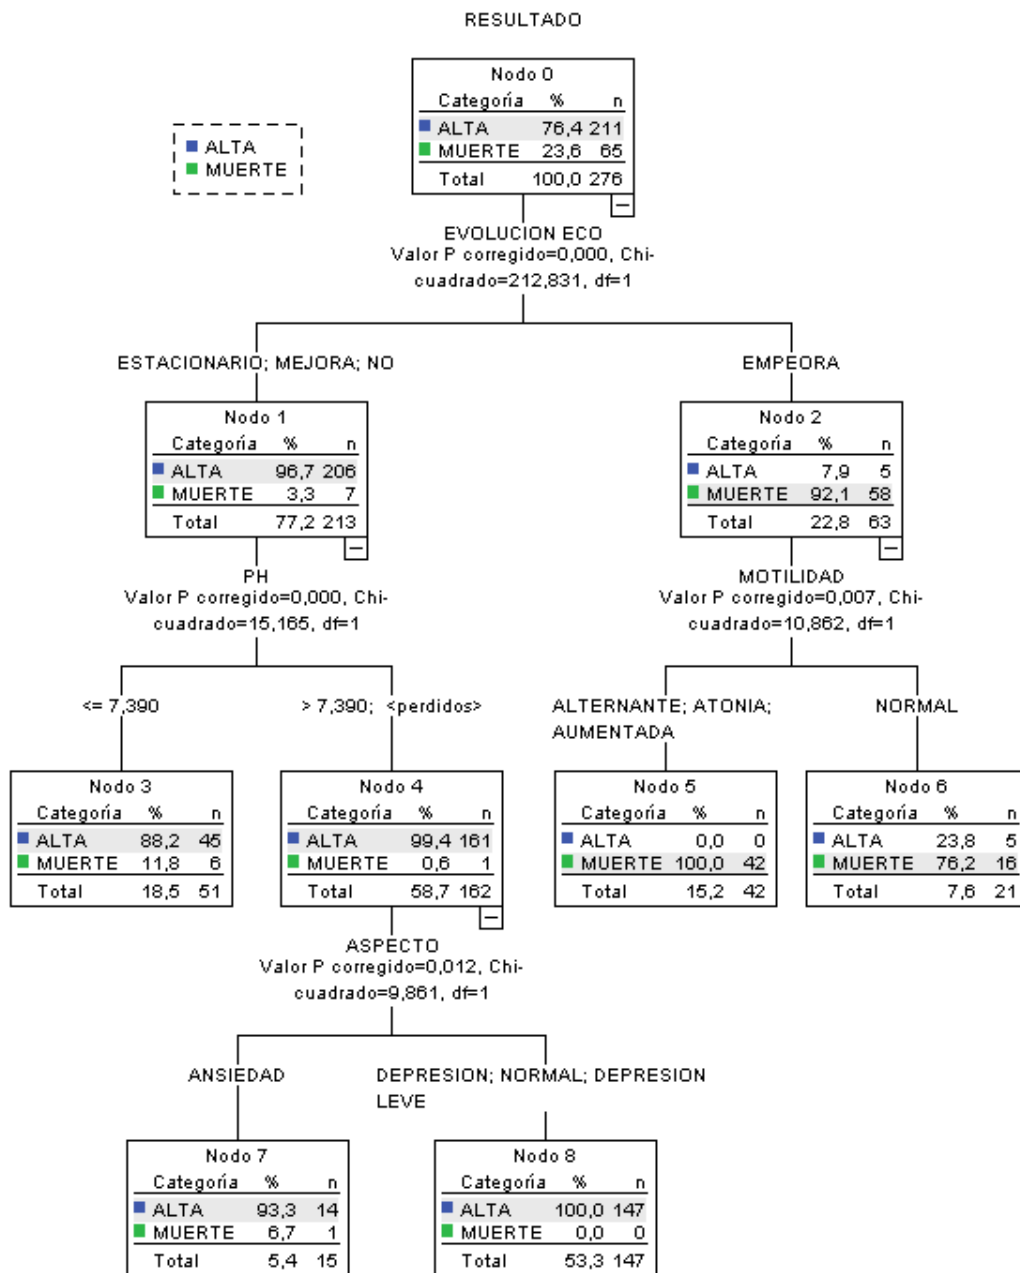 RESULTADO
ALTA
MUERTE
Nodo 0
Categoría % n
ALTA 76,4 211
MUERTE 23,6 65
Total 100,0 276
EVOLUCION ECO
Valor P corregido=0,000, Chi-
cuadrado=212,831, df=1
ESTACIONARIO; MEJORA; NO
EMPEORA
Nodo 1
Categoría % n
ALTA 96,7 206
MUERTE 3,3 7
Total 77,2 213
Nodo 2
Categoría % n
ALTA 7,9 5
MUERTE 92,1 58
Total 22,8 63
PH
Valor P corregido=0,000, Chi-
cuadrado=15,165, df=1
MOTILIDAD
Valor P corregido=0,007, Chi-
cuadrado=10,862, df=1
<= 7,390
> 7,390; <perdidos>
ALTERNANTE; ATONIA;
AUMENTADA
NORMAL
Nodo 3
Categoría % n
ALTA 88,2 45
MUERTE 11,8 6
Total 18,5 51
Nodo 4
Categoría % n
ALTA 99,4 161
MUERTE 0,6 1
Total 58,7 162
Nodo 5
Categoría % n
ALTA 0,0 0
MUERTE 100,0 42
Total 15,2 42
Nodo 6
Categoría % n
ALTA 23,8 5
MUERTE 76,2 16
Total 7,6 21
ASPECTO
Valor P corregido=0,012, Chi-
cuadrado=9,861, df=1
ANSIEDAD
DEPRESION; NORMAL; DEPRESION
LEVE
Nodo 7
Categoría % n
ALTA 93,3 14
MUERTE 6,7 1
Total 5,4 15
Nodo 8
Categoría % n
ALTA 100,0 147
MUERTE 0,0 0
Total 53,3 147